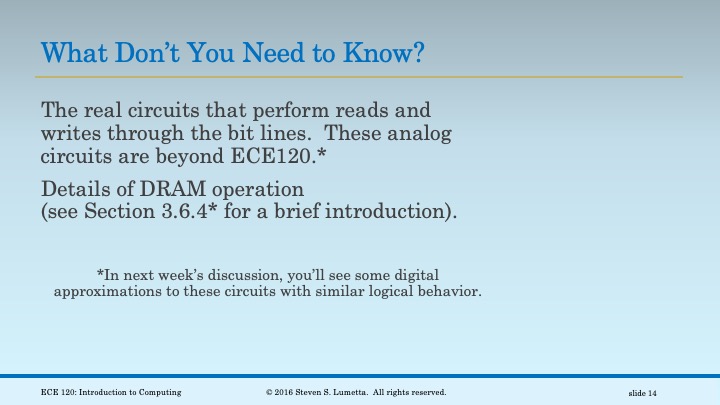 What Don’t You Need to Know?
The real circuits that perform reads and
writes through the bit lines.  These analog
circuits are beyond ECE120.*
Details of DRAM operation
(see Section 3.6.4* for a brief introduction).
*In next week’s discussion, you’ll see some digital
approximations to these circuits with similar logical behavior.
ECE 120: Introduction to Computing
© 2016 Steven S. Lumetta.  All rights reserved.
slide 14